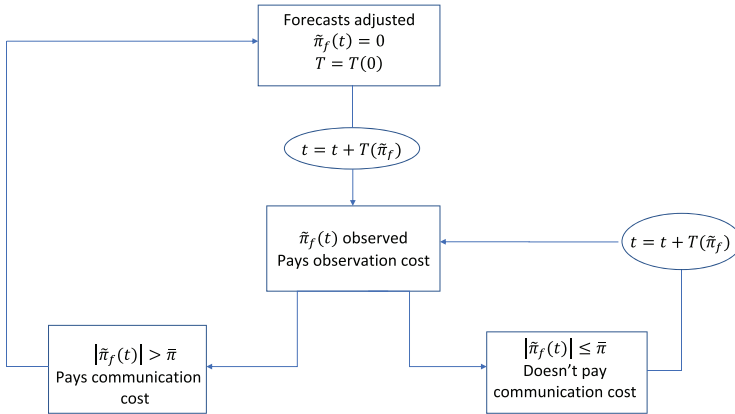 Forecasts adjusted
π̃_f(t) = 0
T = T(0)
t = t + T(π̃_f)
π̃_f(t) observed
Pays observation cost
t = t + T(π̃_f)
|π̃_f(t)| > π̅
Pays communication
cost
|π̃_f(t)| ≤ π̅
Doesn’t pay
communication cost